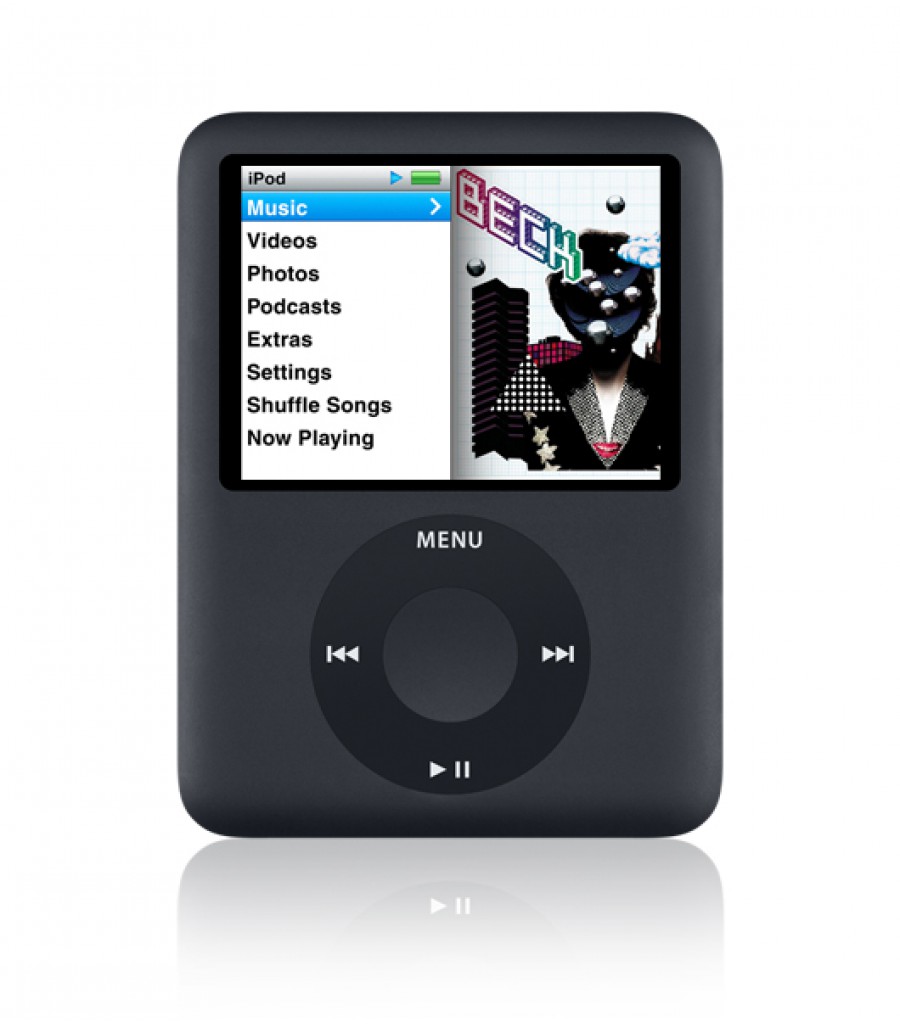 iPod
Music
Videos
Photos
Podcasts
Extras
Settings
Shuffle Songs
Now Playing
BECK
MENU